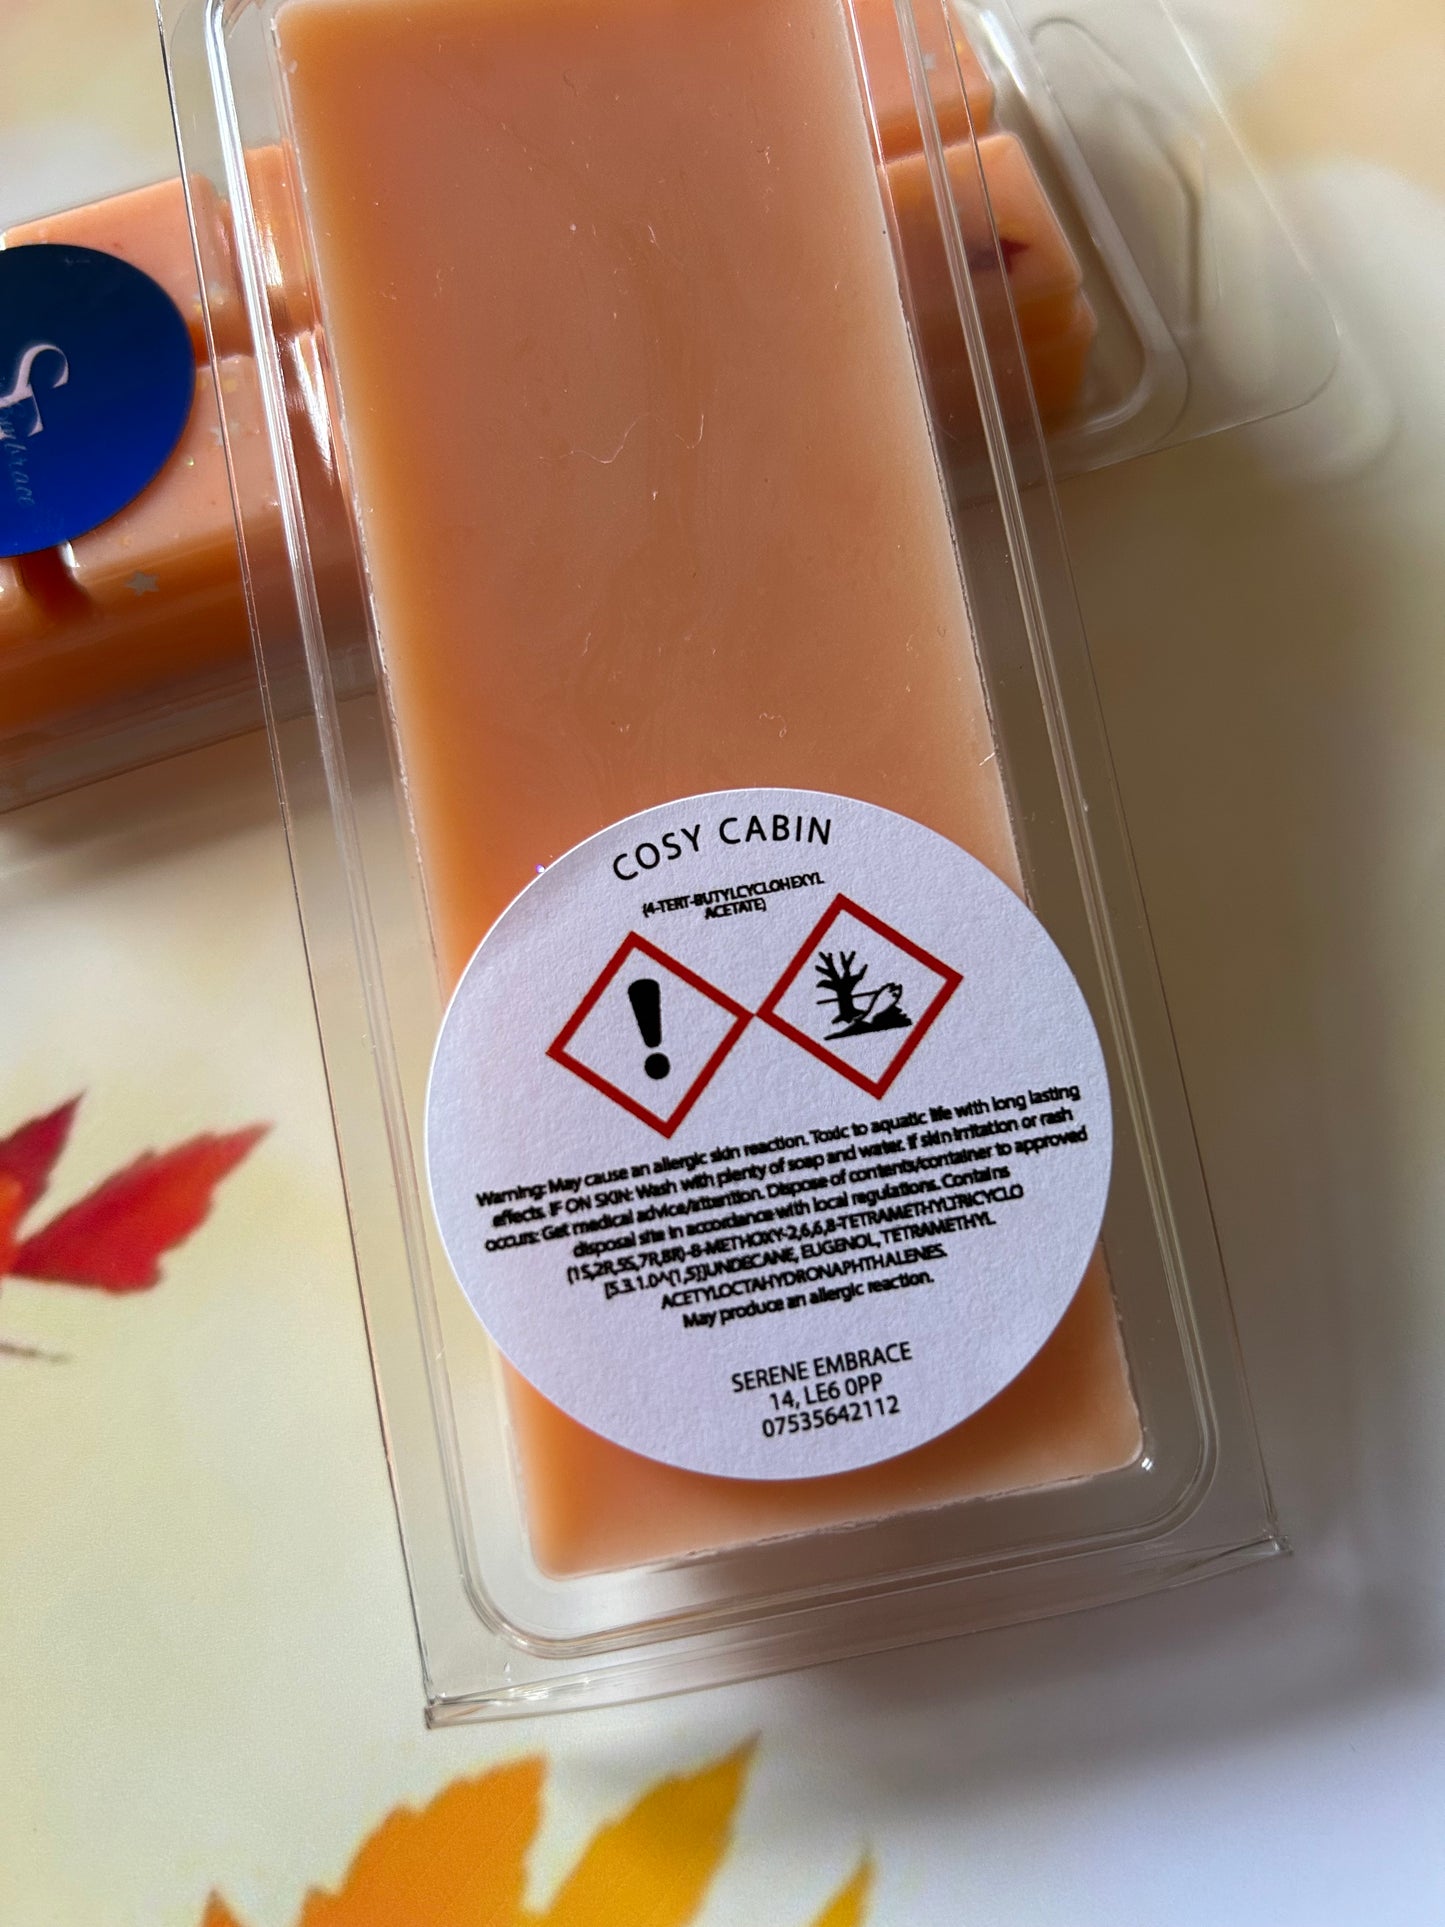 COSY CABIN
(4-TERT-BUTYLCYCLOHEXYL
ACETATE)
Warning: May cause an allergic skin reaction. Toxic to aquatic life with long lasting
effects. IF ON SKIN: Wash with plenty of soap and water. If skin irritation or rash
occurs: Get medical advice/attention. Dispose of contents/container to approved
disposal site in accordance with local regulations. Contains
(1S,2R,5S,7R,8R)-8-METHOXY-2,6,6,8-TETRAMETHYLTRICYCLO
[5.3.1.0^(1,5)]UNDECANE, EUGENOL, TETRAMETHYL
ACETYLOCTAHYDRONAPHTHALENES.
May produce an allergic reaction.
SERENE EMBRACE
14, LE6 0PP
07535642112